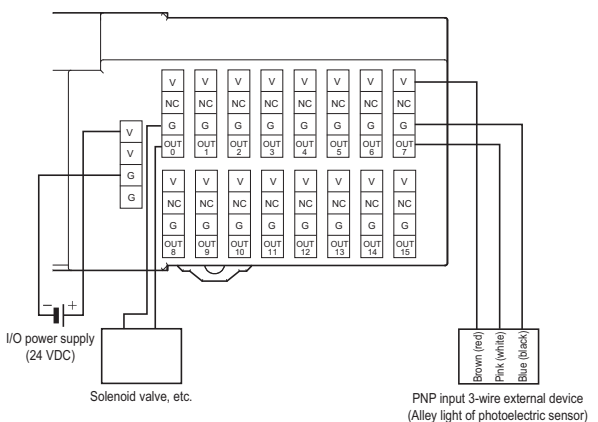 V V V V V V V V
NC NC NC NC NC NC NC NC
G G G G G G G G
OUT 0 OUT 1 OUT 2 OUT 3 OUT 4 OUT 5 OUT 6 OUT 7
V
V
G
G
V V V V V V V V
NC NC NC NC NC NC NC NC
G G G G G G G G
OUT 8 OUT 9 OUT 10 OUT 11 OUT 12 OUT 13 OUT 14 OUT 15
− +
I/O power supply
(24 VDC)
Solenoid valve, etc.
Brown (red)
Pink (white)
Blue (black)
PNP input 3-wire external device
(Alley light of photoelectric sensor)